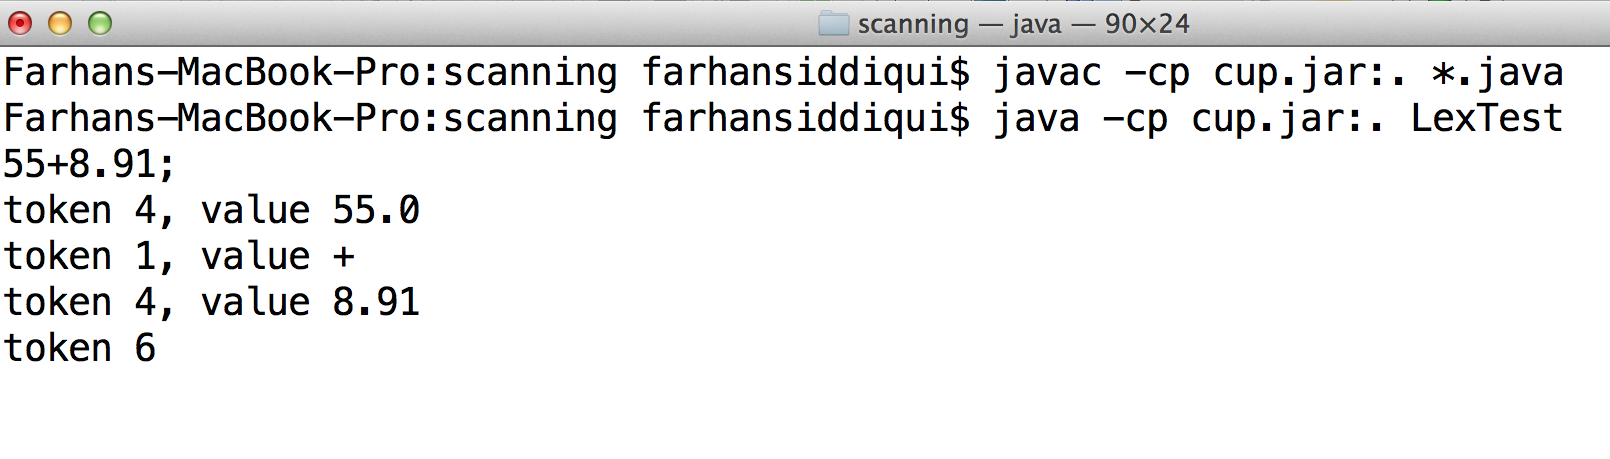 scanning — java — 90×24
Farhans-MacBook-Pro:scanning farhansiddiqui$ javac -cp cup.jar:. *.java
Farhans-MacBook-Pro:scanning farhansiddiqui$ java -cp cup.jar:. LexTest
55+8.91;
token 4, value 55.0
token 1, value +
token 4, value 8.91
token 6